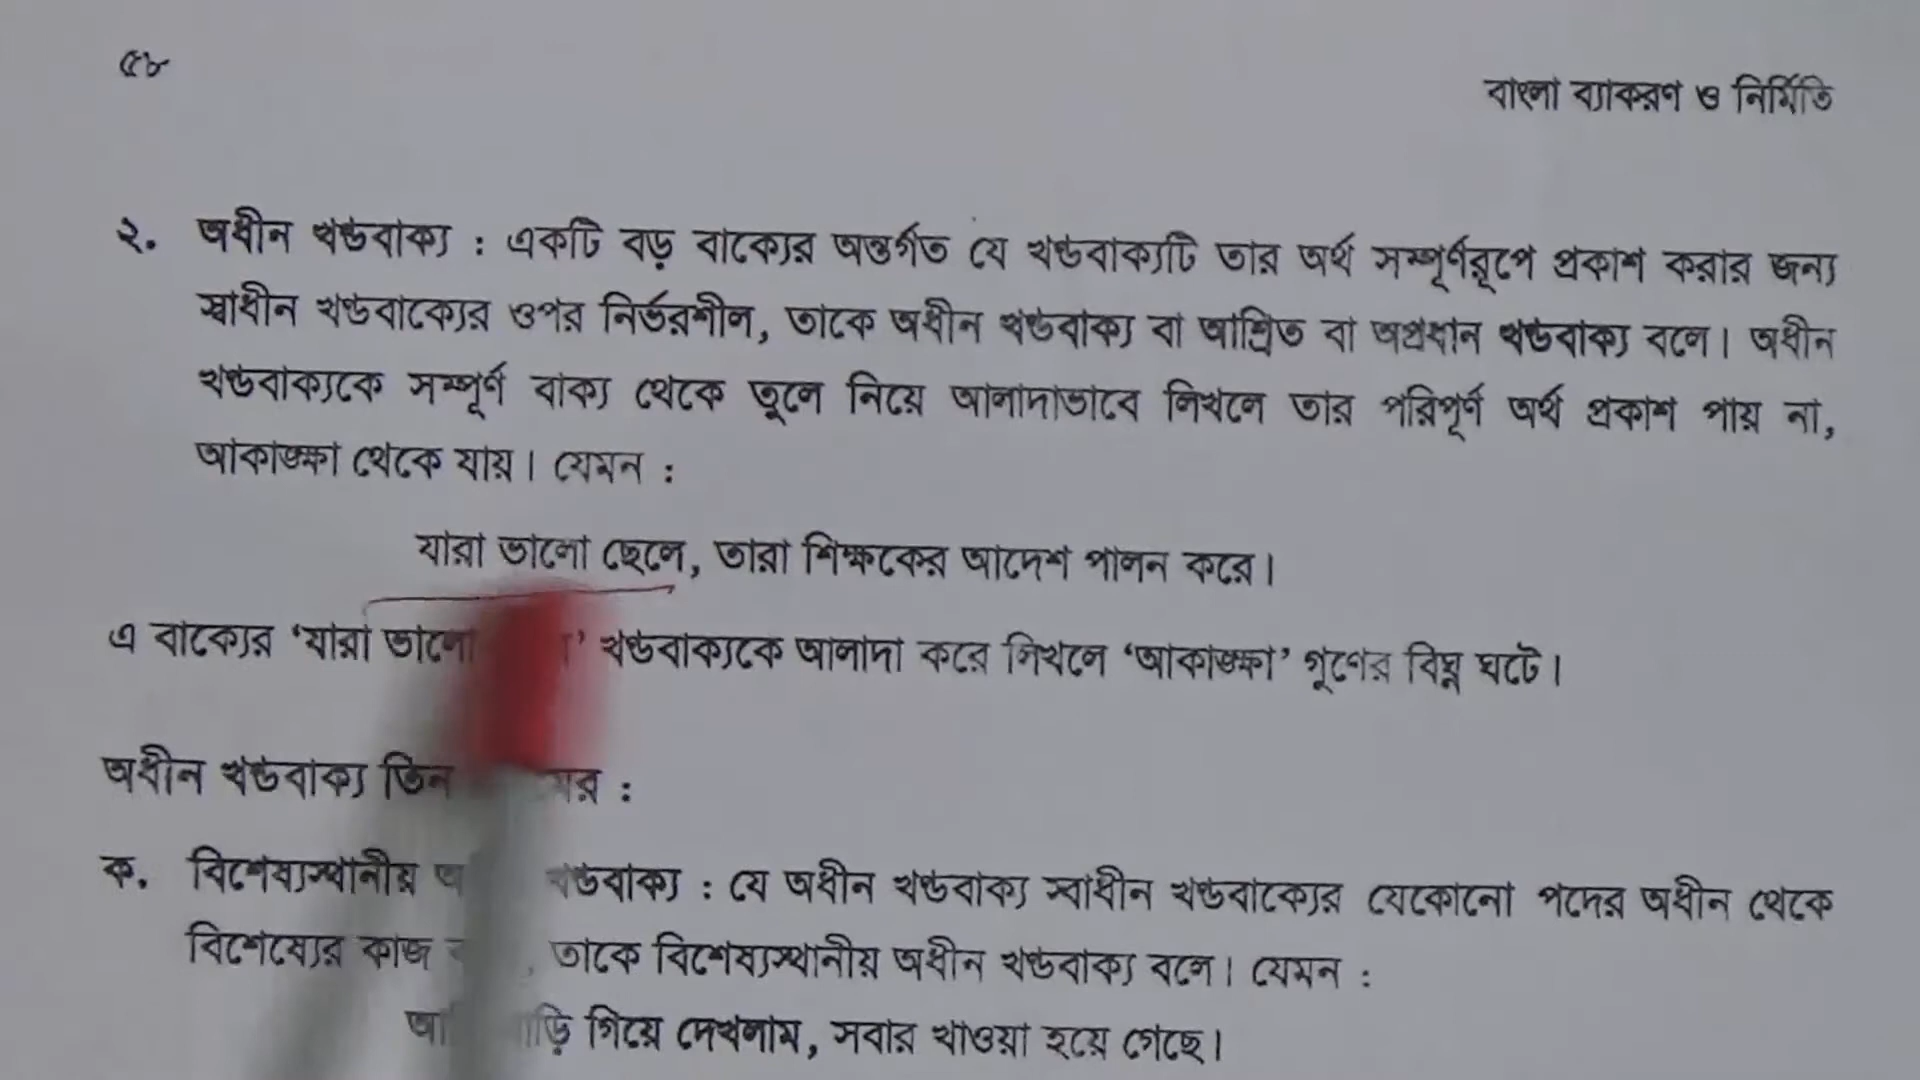 ৫৮
বাংলা ব্যাকরণ ও নির্মিতি
২. অধীন খণ্ডবাক্য : একটি বড় বাক্যের অন্তর্গত যে খণ্ডবাক্যটি তার অর্থ সম্পূর্ণরূপে প্রকাশ করার জন্য
স্বাধীন খণ্ডবাক্যের ওপর নির্ভরশীল, তাকে অধীন খণ্ডবাক্য বা আশ্রিত বা অপ্রধান খণ্ডবাক্য বলে। অধীন
খণ্ডবাক্যকে সম্পূর্ণ বাক্য থেকে তুলে নিয়ে আলাদাভাবে লিখলে তার পরিপূর্ণ অর্থ প্রকাশ পায় না,
আকাঙ্ক্ষা থেকে যায়। যেমন :
যারা ভালো ছেলে, তারা শিক্ষকের আদেশ পালন করে।
এ বাক্যের ‘যারা ভালো ’ খণ্ডবাক্যকে আলাদা করে লিখলে ‘আকাঙ্ক্ষা’ গুণের বিঘ্ন ঘটে।
অধীন খণ্ডবাক্য তিন :
ক. বিশেষ্যস্থানীয় খণ্ডবাক্য : যে অধীন খণ্ডবাক্য স্বাধীন খণ্ডবাক্যের যেকোনো পদের অধীন থেকে
বিশেষ্যের কাজ , তাকে বিশেষ্যস্থানীয় অধীন খণ্ডবাক্য বলে। যেমন :
গিয়ে দেখলাম, সবার খাওয়া হয়ে গেছে।